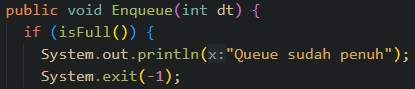 public void Enqueue(int dt) {
if (isFull()) {
System.out.println(x:"Queue sudah penuh");
System.exit(-1);